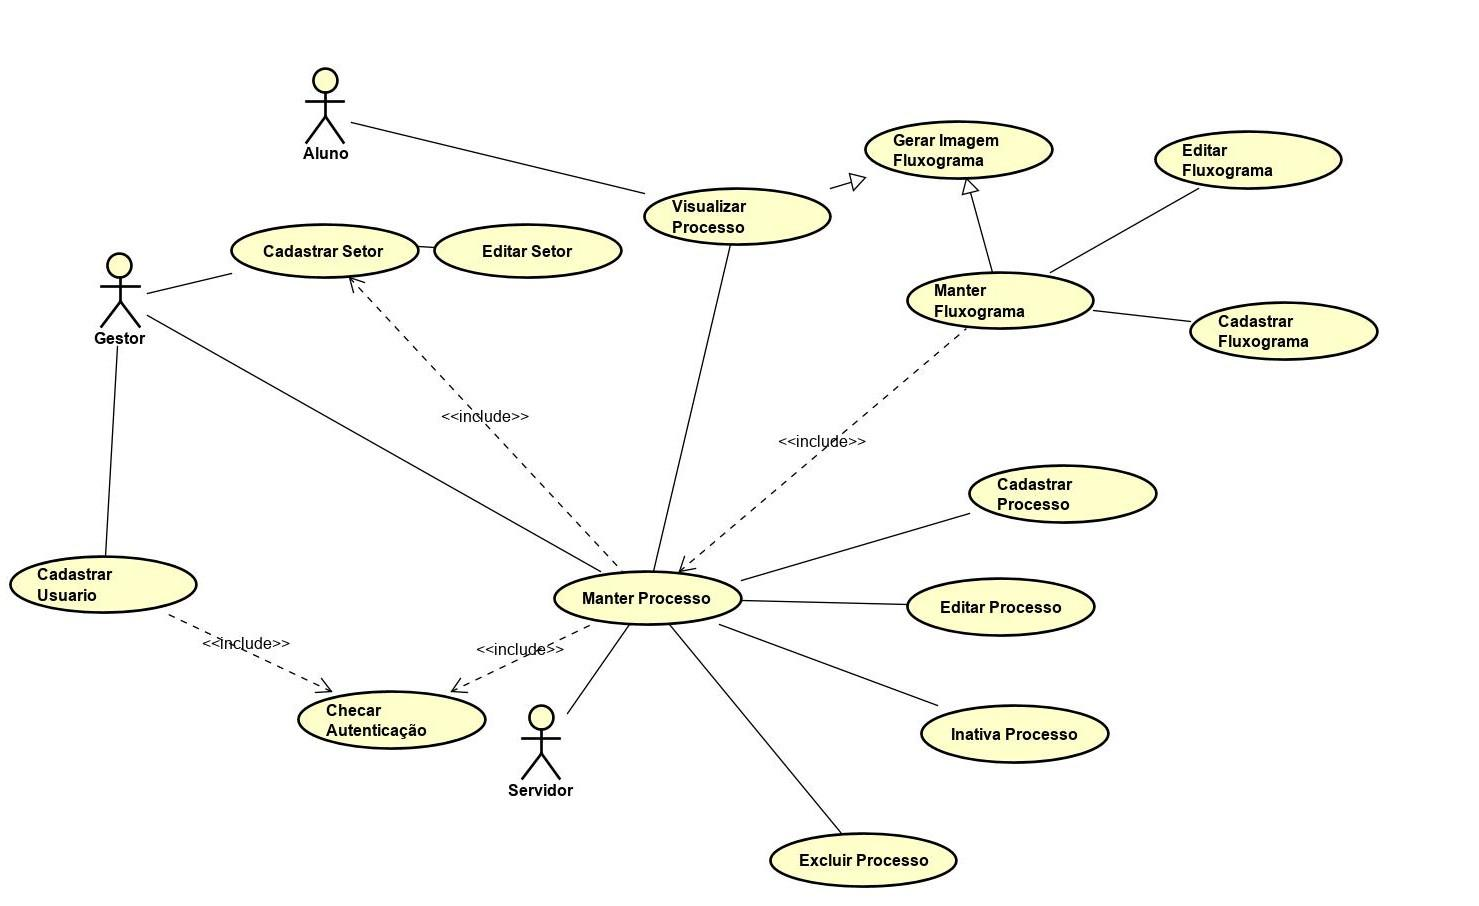 Aluno
Gerar Imagem
Fluxograma
Editar
Fluxograma
Visualizar
Processo
Cadastrar Setor
Editar Setor
Gestor
Manter
Fluxograma
Cadastrar
Fluxograma
<<include>>
<<include>>
Cadastrar
Processo
Cadastrar
Usuario
Manter Processo
Editar Processo
<<include>>
<<include>>
Checar
Autenticação
Servidor
Inativa Processo
Excluir Processo